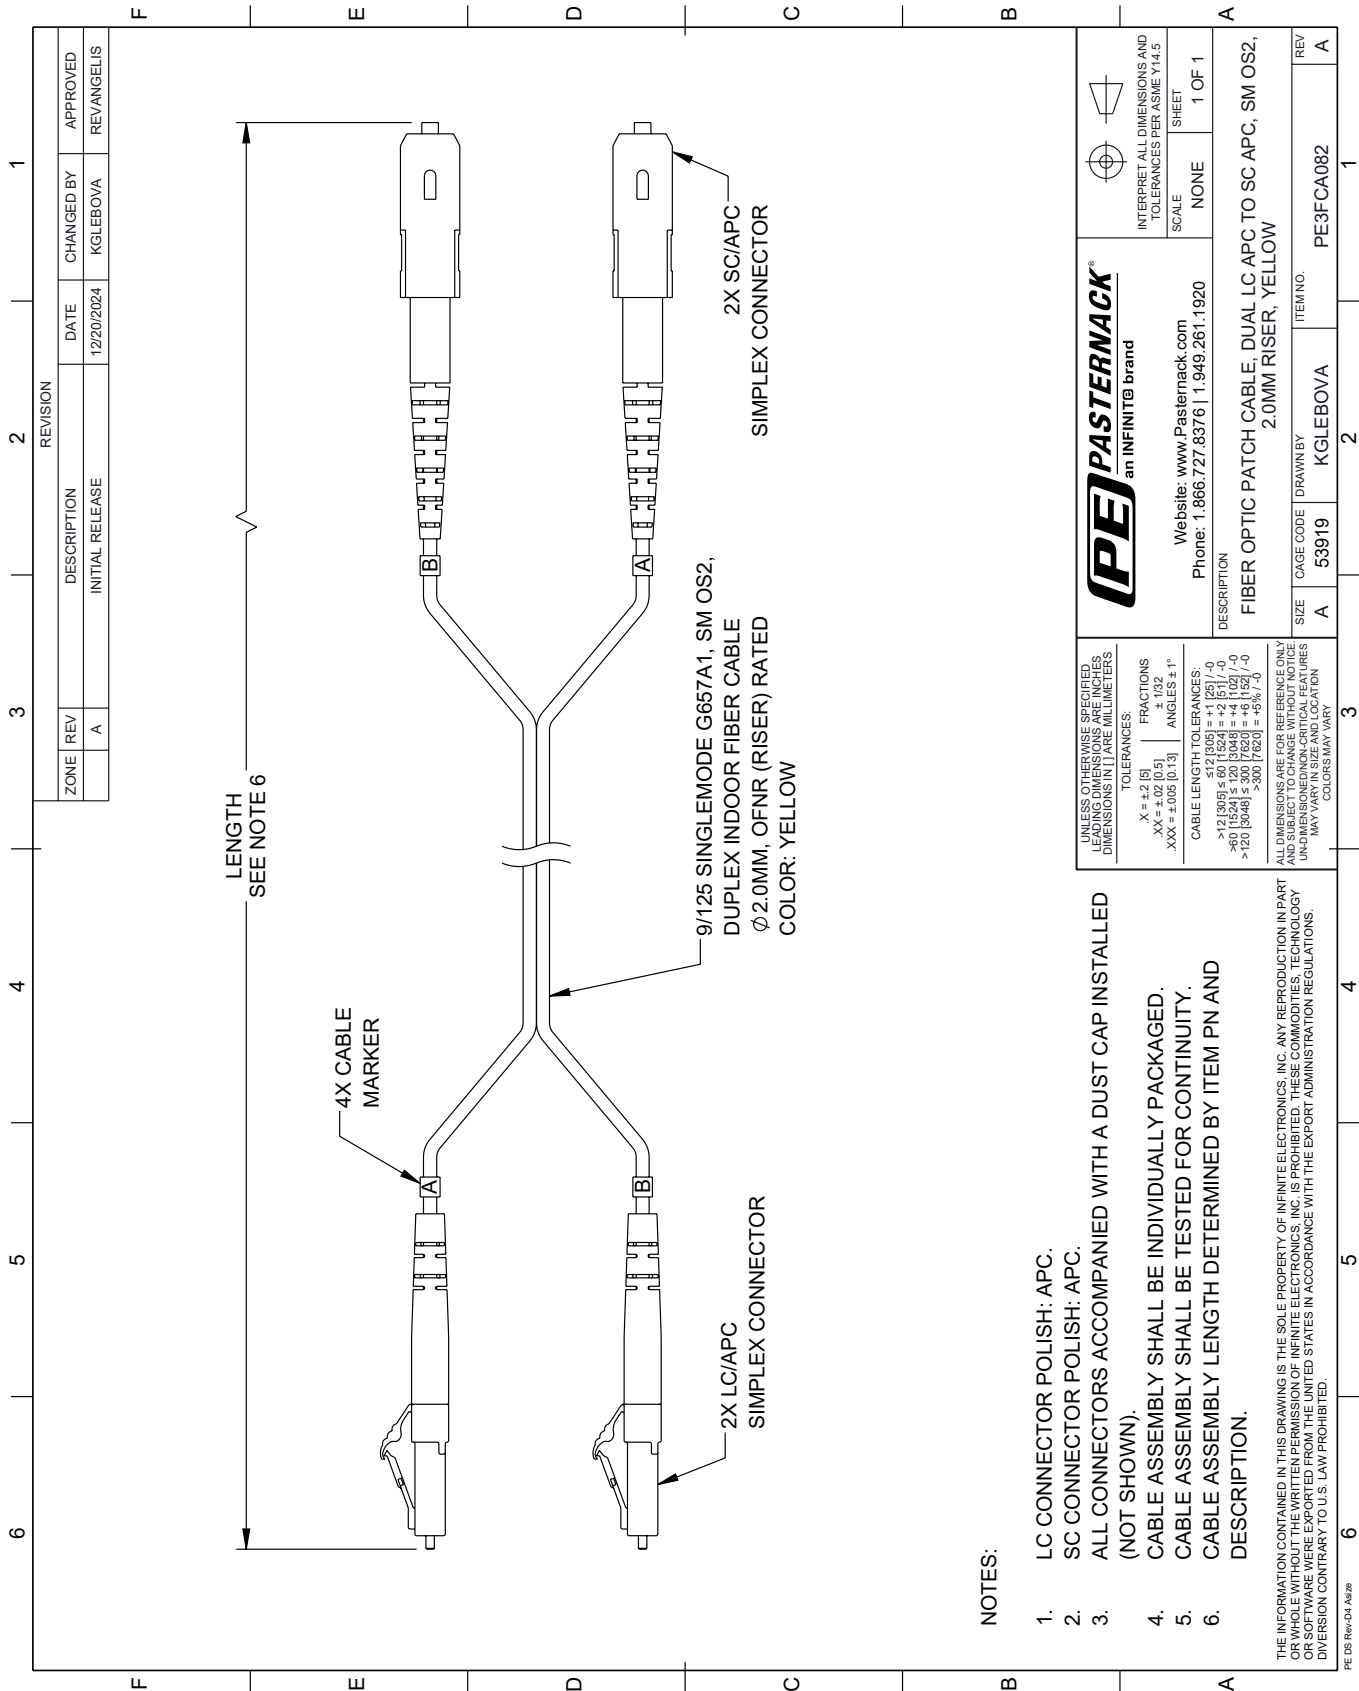 REVISION
ZONE REV DESCRIPTION DATE CHANGED BY APPROVED
A INITIAL RELEASE 12/20/2024 KGLEBOVA REVANGELIS
6 5 4 3 2 1
F
E
D
C
B
A
LENGTH
SEE NOTE 6
4X CABLE
MARKER
A
B
B
A
2X LC/APC
SIMPLEX CONNECTOR
9/125 SINGLEMODE G657A1, SM OS2,
DUPLEX INDOOR FIBER CABLE
∅2.0MM, OFNR (RISER) RATED
COLOR: YELLOW
2X SC/APC
SIMPLEX CONNECTOR
NOTES:
1. LC CONNECTOR POLISH: APC.
2. SC CONNECTOR POLISH: APC.
3. ALL CONNECTORS ACCOMPANIED WITH A DUST CAP INSTALLED
(NOT SHOWN).
4. CABLE ASSEMBLY SHALL BE INDIVIDUALLY PACKAGED.
5. CABLE ASSEMBLY SHALL BE TESTED FOR CONTINUITY.
6. CABLE ASSEMBLY LENGTH DETERMINED BY ITEM PN AND
DESCRIPTION.
THE INFORMATION CONTAINED IN THIS DRAWING IS THE SOLE PROPERTY OF INFINITE ELECTRONICS, INC. ANY REPRODUCTION IN PART
OR WHOLE WITHOUT THE WRITTEN PERMISSION OF INFINITE ELECTRONICS, INC. IS PROHIBITED. THESE COMMODITIES, TECHNOLOGY
OR SOFTWARE WERE EXPORTED FROM THE UNITED STATES IN ACCORDANCE WITH THE EXPORT ADMINISTRATION REGULATIONS.
DIVERSION CONTRARY TO U.S. LAW PROHIBITED.
UNLESS OTHERWISE SPECIFIED
LEADING DIMENSIONS ARE INCHES
DIMENSIONS IN [ ] ARE MILLIMETERS
TOLERANCES:
.X = ±.2 [5] FRACTIONS
.XX = ±.02 [0.5] ± 1/32
.XXX = ±.005 [0.13] ANGLES ± 1°
CABLE LENGTH TOLERANCES:
≤12 [305] = +1 [25] / -0
>12 [305] ≤ 60 [1524] = +2 [51] / -0
>60 [1524] ≤ 120 [3048] = +4 [102] / -0
>120 [3048] ≤ 300 [7620] = +6 [152] / -0
>300 [7620] = +5% / -0
ALL DIMENSIONS ARE FOR REFERENCE ONLY
AND SUBJECT TO CHANGE WITHOUT NOTICE.
UN-DIMENSIONED/NON-CRITICAL FEATURES
MAY VARY IN SIZE AND LOCATION
COLORS MAY VARY
PE PASTERNACK®
an INFINIT@ brand
Website: www.Pasternack.com
Phone: 1.866.727.8376 | 1.949.261.1920
INTERPRET ALL DIMENSIONS AND
TOLERANCES PER ASME Y14.5
SCALE SHEET
NONE 1 OF 1
DESCRIPTION
FIBER OPTIC PATCH CABLE, DUAL LC APC TO SC APC, SM OS2,
2.0MM RISER, YELLOW
SIZE CAGE CODE DRAWN BY ITEM NO. REV
A 53919 KGLEBOVA PE3FCA082 A
6 5 4 3 2 1
F
E
D
C
B
A
PE DS Rev-D4 Asize